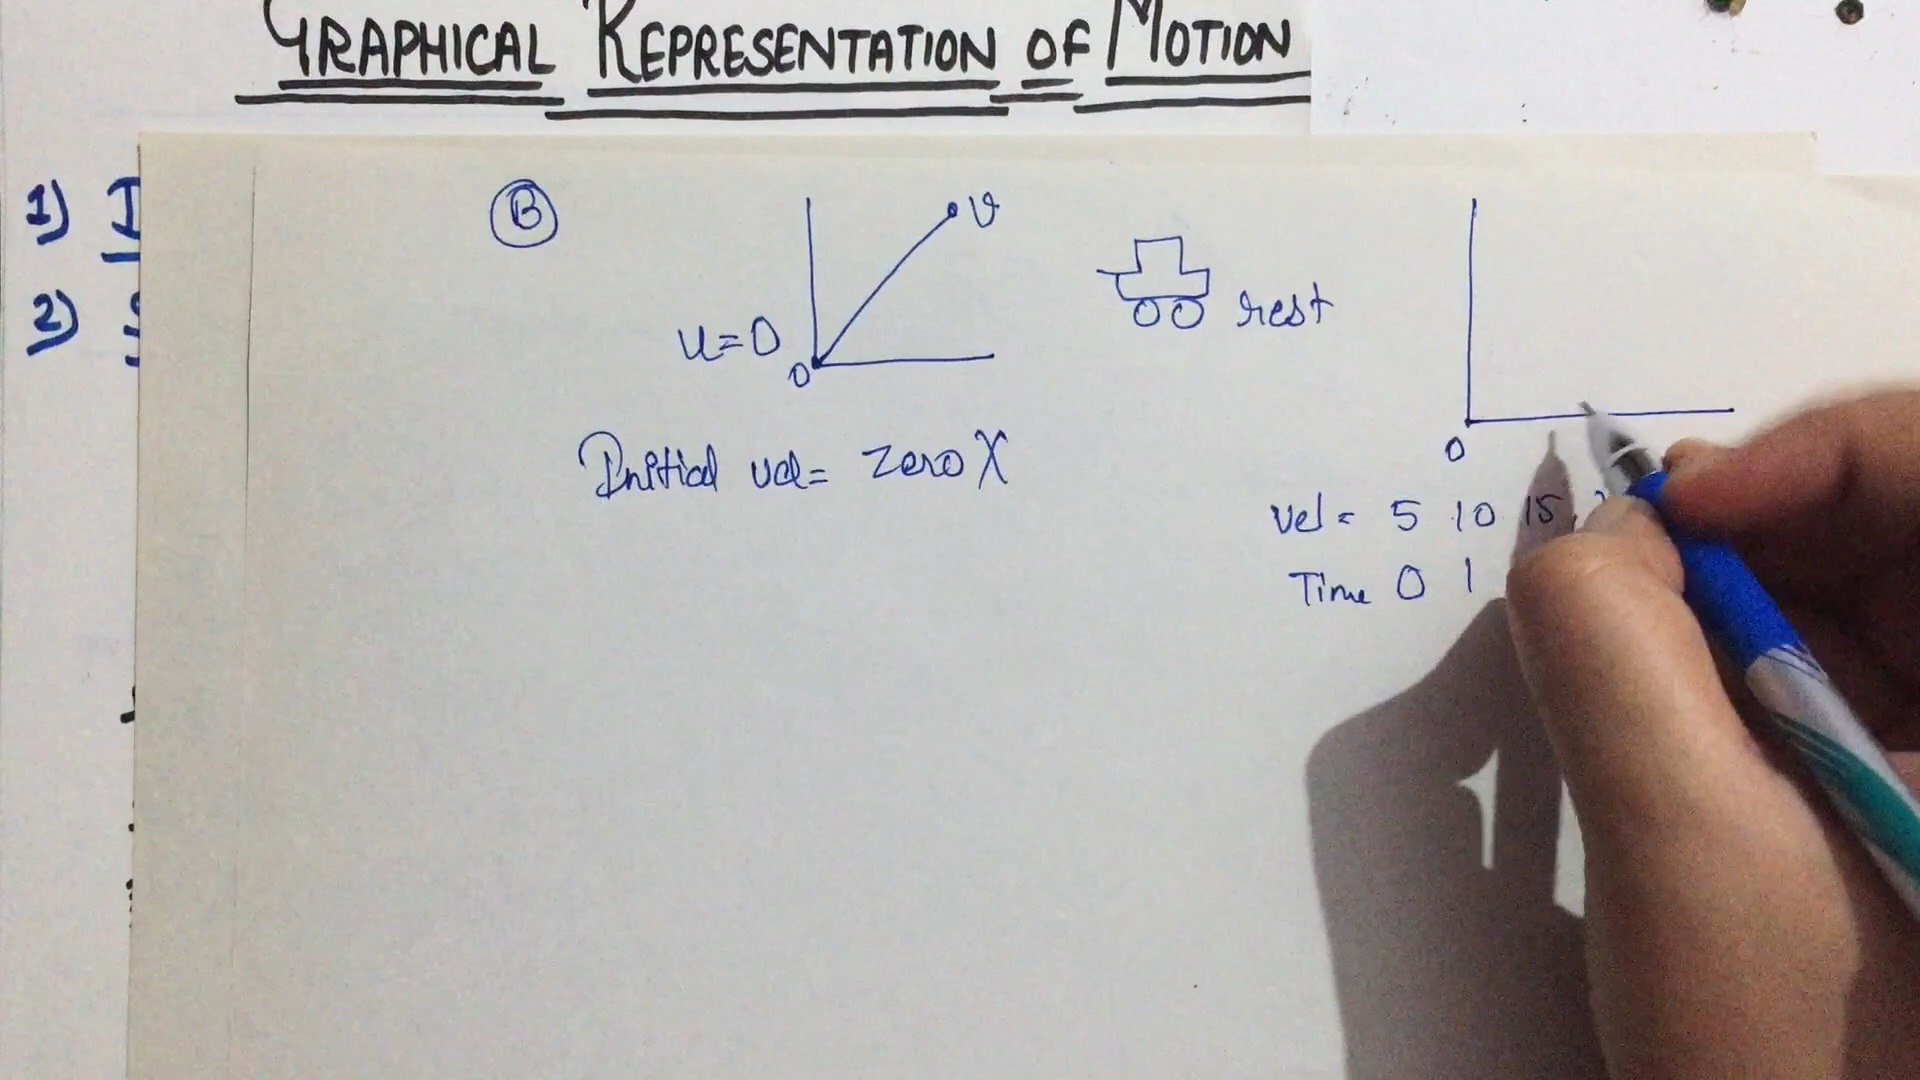 GRAPHICAL REPRESENTATION OF MOTION
1)
2)
B
v
u=0
0
rest
0
Initial vel= zero X
Vel = 5 10 15,
Time 0 1